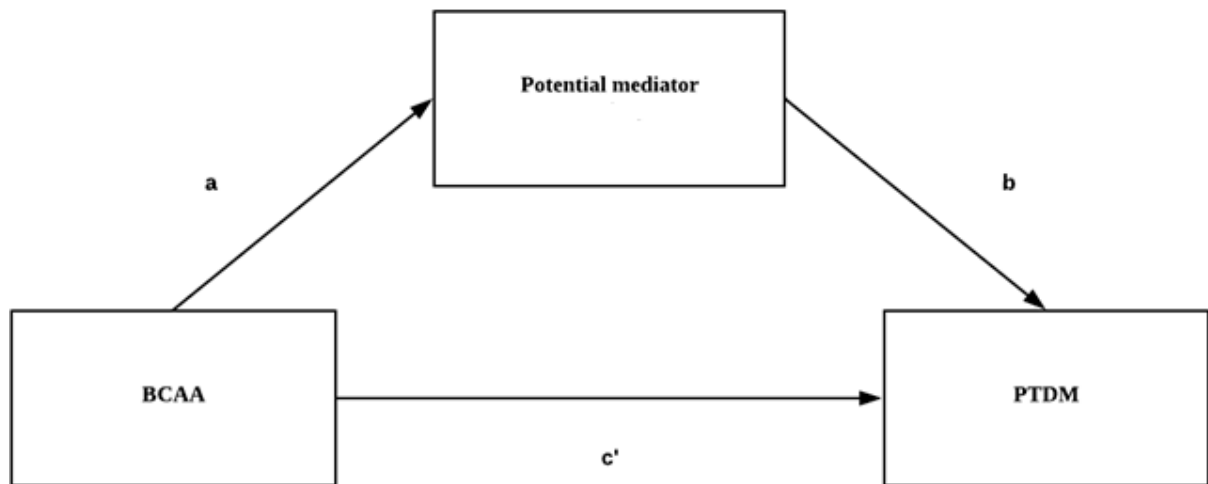 Potential mediator
a
b
BCAA
PTDM
c'